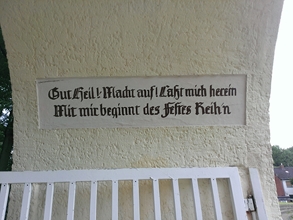 Gut Heil! Macht auf! Laßt mich herein
Mit mir beginnt des Festes Reih'n